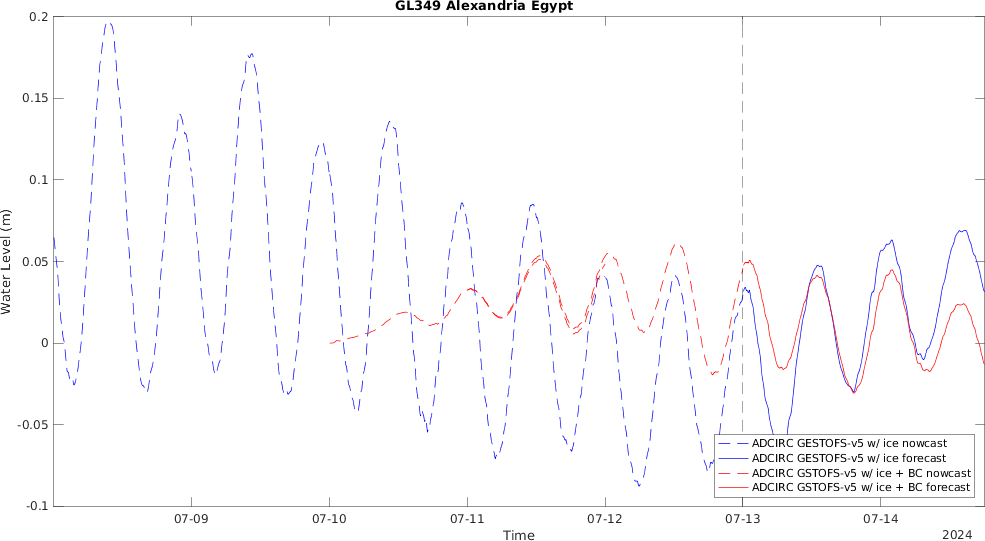 GL349 Alexandria Egypt
0.2
0.15
0.1
0.05
0
-0.05
-0.1
Water Level (m)
ADCIRC GESTOFS-v5 w/ ice nowcast
ADCIRC GESTOFS-v5 w/ ice forecast
ADCIRC GSTOFS-v5 w/ ice + BC nowcast
ADCIRC GSTOFS-v5 w/ ice + BC forecast
07-09
07-10
07-11
07-12
07-13
07-14
Time
2024